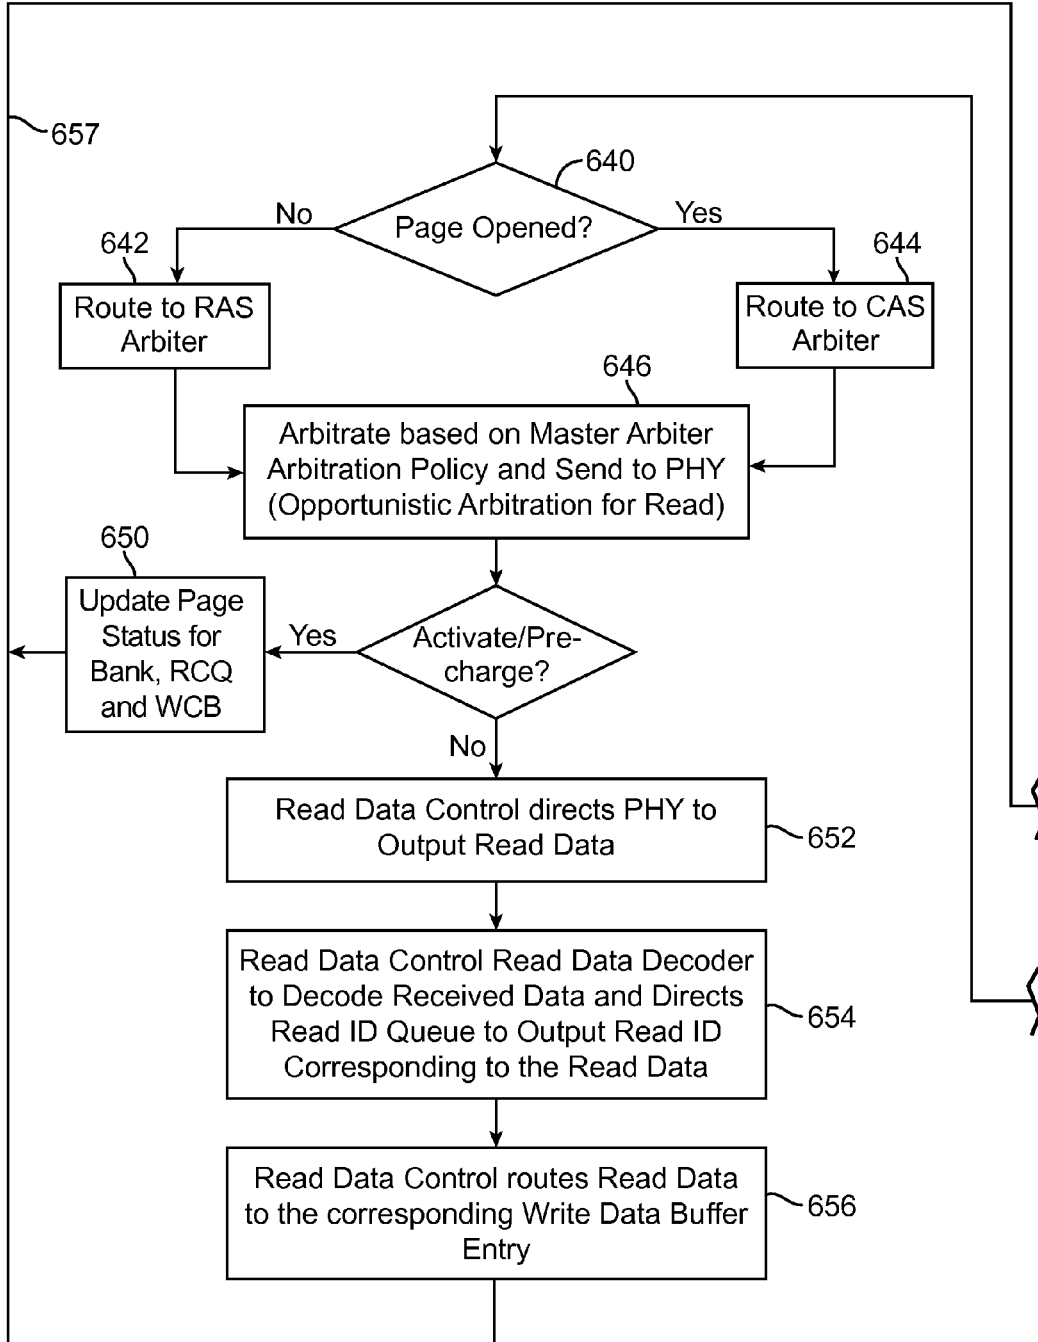 657
640
Page Opened?
No
Yes
642
644
Route to RAS
Arbiter
Route to CAS
Arbiter
646
Arbitrate based on Master Arbiter
Arbitration Policy and Send to PHY
(Opportunistic Arbitration for Read)
650
Update Page
Status for
Bank, RCQ
and WCB
Yes
Activate/Pre-
charge?
No
Read Data Control directs PHY to
Output Read Data
652
Read Data Control Read Data Decoder
to Decode Received Data and Directs
Read ID Queue to Output Read ID
Corresponding to the Read Data
654
Read Data Control routes Read Data
to the corresponding Write Data Buffer
Entry
656